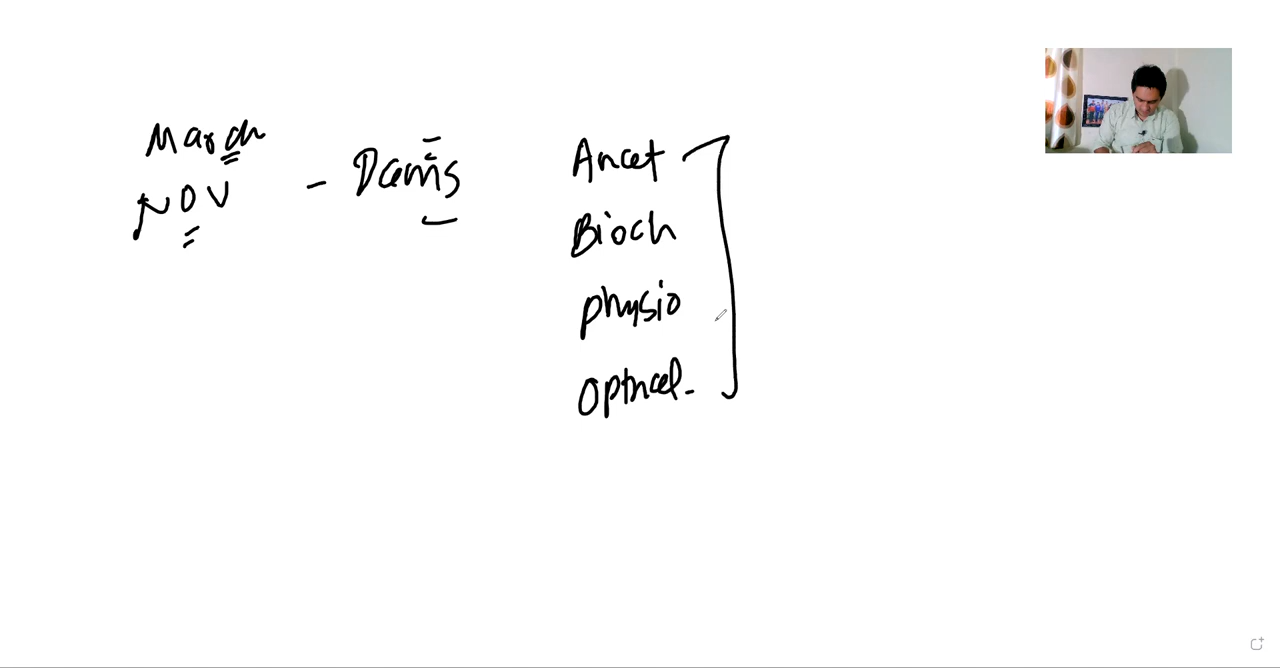 March
NOV - Dams
Anat
Bioch
physio
Opthal-